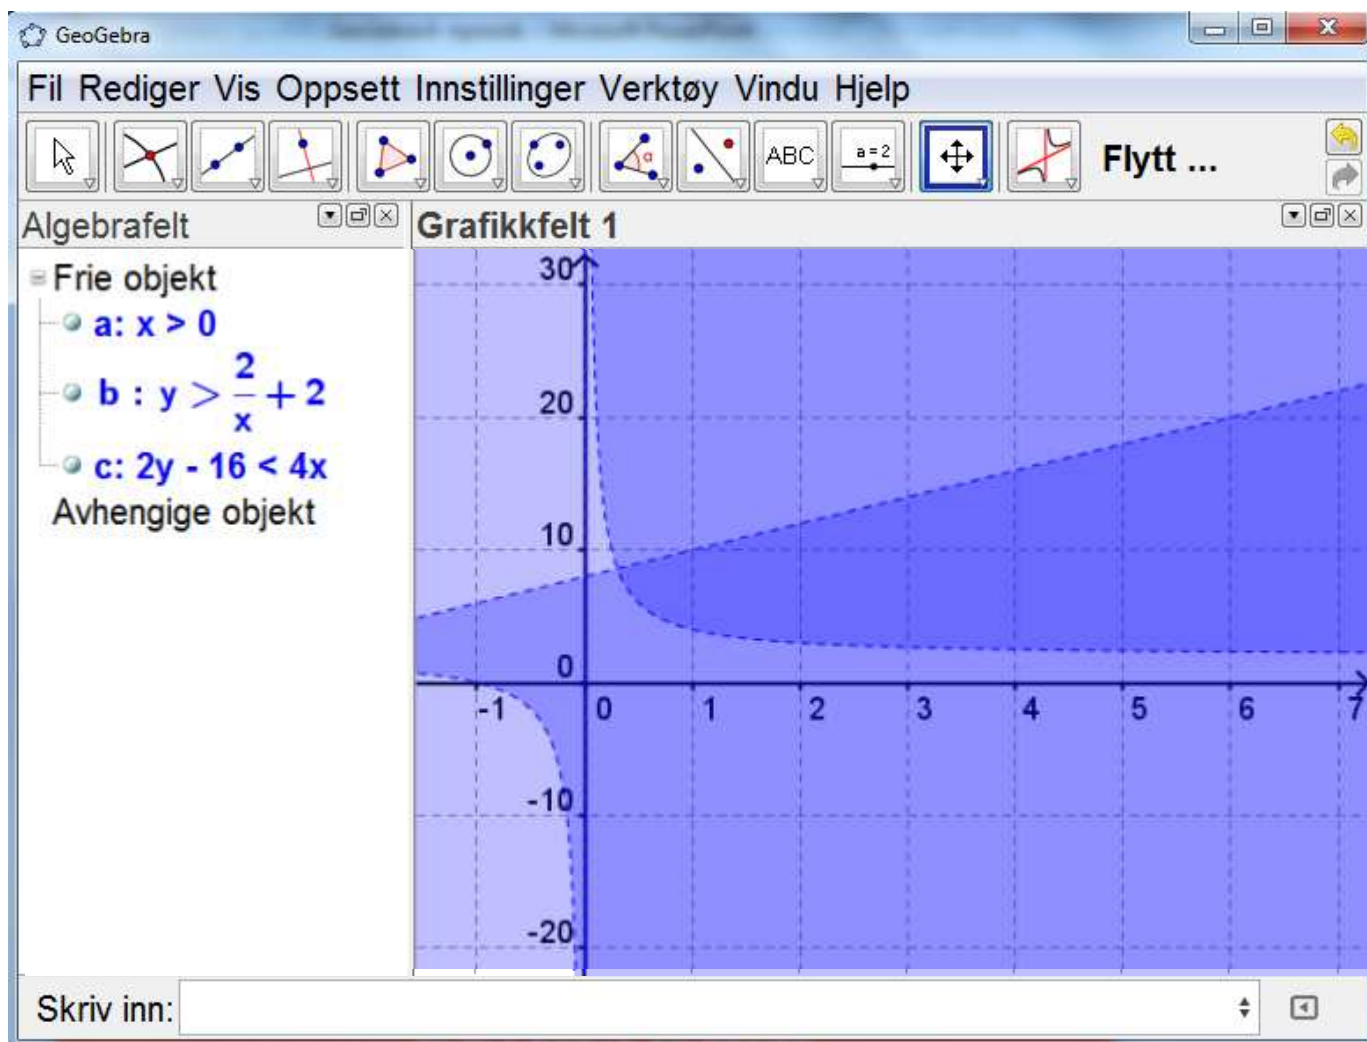 GeoGebra
Fil Rediger Vis Oppsett Innstillinger Verktøy Vindu Hjelp
ABC a=2 Flytt ...
α
Algebrafelt
Grafikkfelt 1
Frie objekt
a: x > 0
b : y > 2/x + 2
c: 2y - 16 < 4x
Avhengige objekt
30
20
10
0
-1 0 1 2 3 4 5 6 7
-10
-20
Skriv inn: